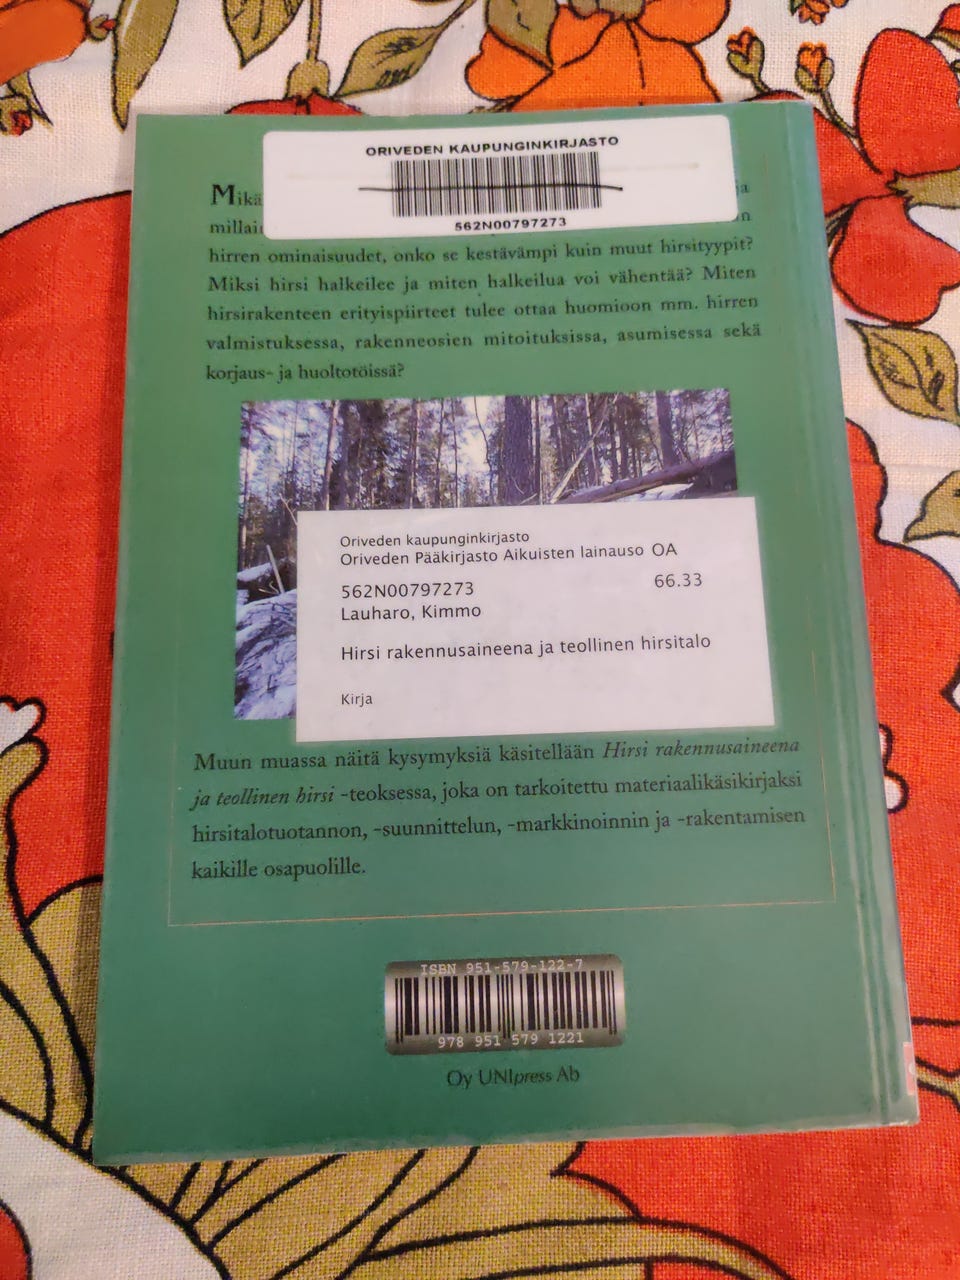 ORIVEDEN KAUPUNGINKIRJASTO
562N00797273
hirren ominaisuudet, onko se kestävämpi kuin muut hirsityypit?
Miksi hirsi halkeilee ja miten halkeilua voi vähentää? Miten
hirsirakenteen erityispiirteet tulee ottaa huomioon mm. hirren
valmistuksessa, rakenneosien mitoituksissa, asumisessa sekä
korjaus- ja huoltotöissä?
Oriveden kaupunginkirjasto
Oriveden Pääkirjasto Aikuisten lainauso OA
562N00797273 66.33
Lauharo, Kimmo
Hirsi rakennusaineena ja teollinen hirsitalo
Kirja
Muun muassa näitä kysymyksiä käsitellään Hirsi rakennusaineena
ja teollinen hirsi -teoksessa, joka on tarkoitettu materiaalikäsikirjaksi
hirsitalotuotannon, -suunnittelun, -markkinoinnin ja -rakentamisen
kaikille osapuolille.
ISBN 951-579-122-7
978 951 579 1221
Oy UNIpress Ab